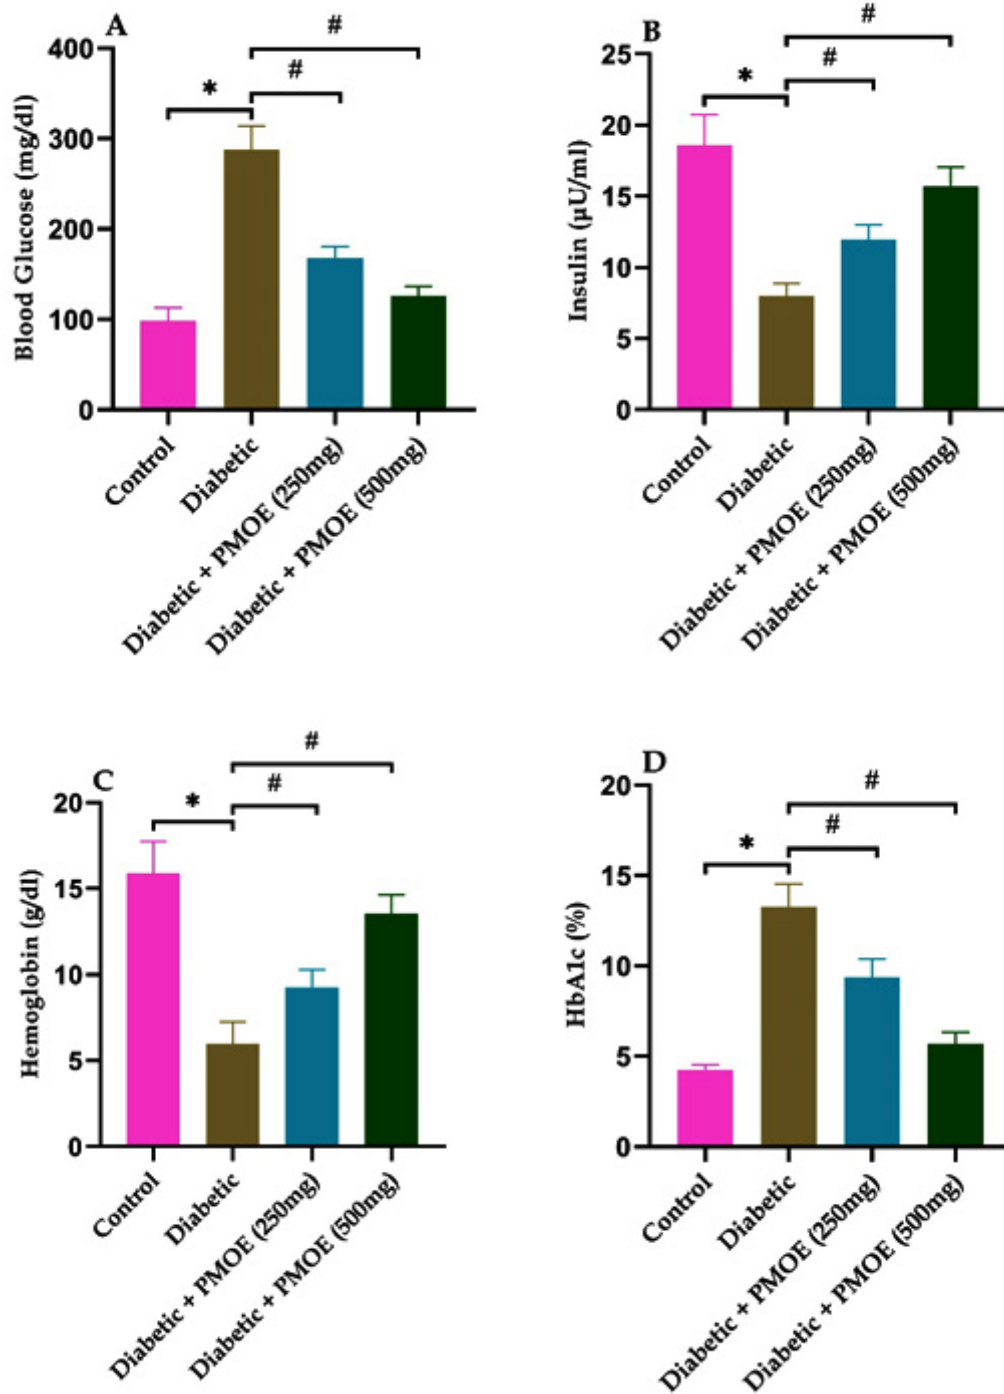 A
Blood Glucose (mg/dl)
400
300
200
100
0
*
#
#
Control
Diabetic
Diabetic + PMOE (250mg)
Diabetic + PMOE (500mg)
B
Insulin (µU/ml)
25
20
15
10
5
0
*
#
#
Control
Diabetic
Diabetic + PMOE (250mg)
Diabetic + PMOE (500mg)
C
Hemoglobin (g/dl)
20
15
10
5
0
*
#
#
Control
Diabetic
Diabetic + PMOE (250mg)
Diabetic + PMOE (500mg)
D
HbA1c (%)
20
15
10
5
0
*
#
#
Control
Diabetic
Diabetic + PMOE (250mg)
Diabetic + PMOE (500mg)